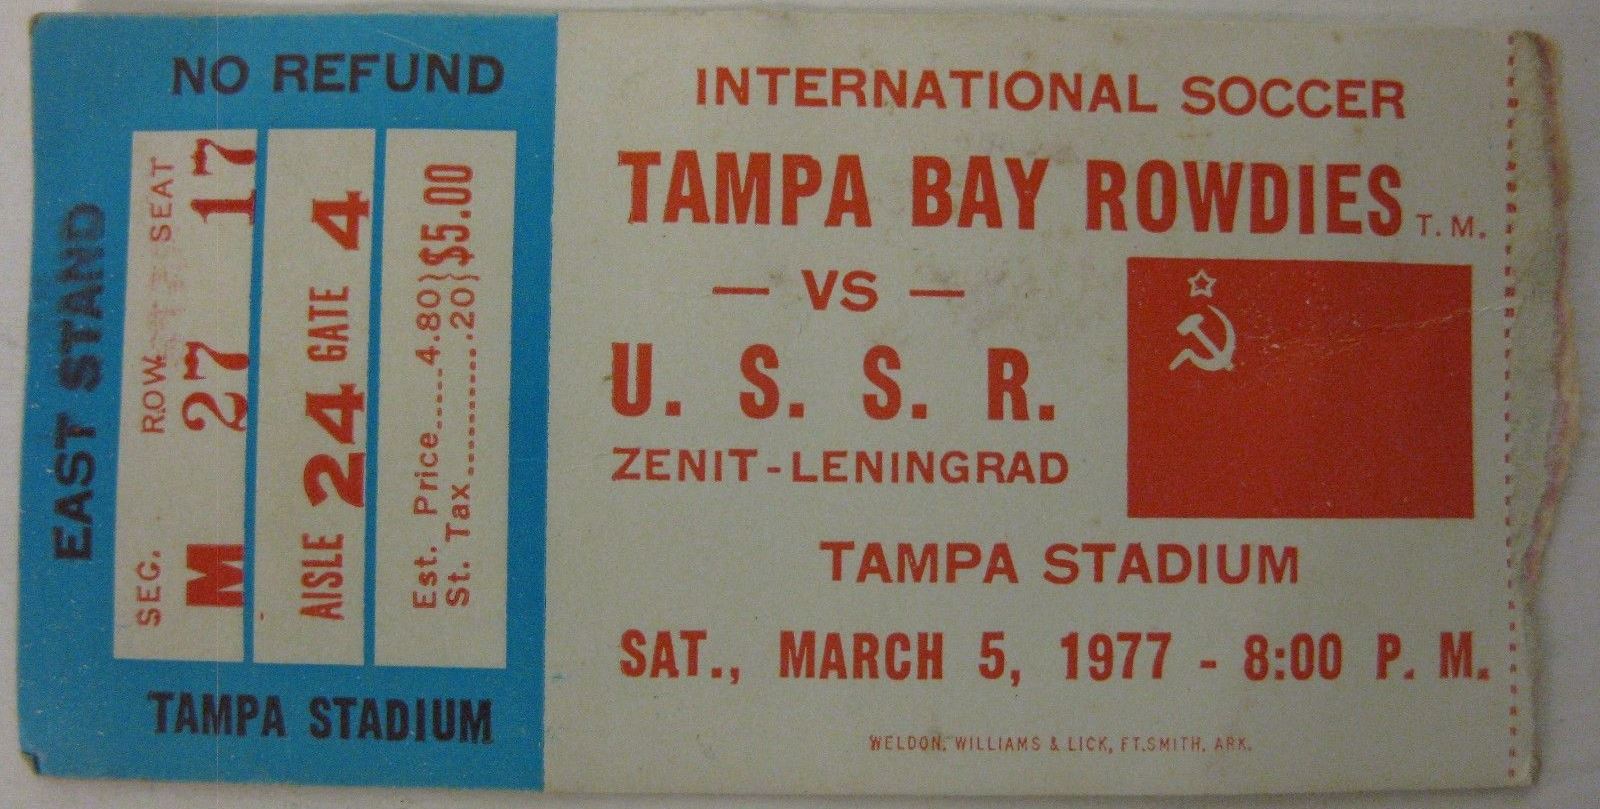 NO REFUND
EAST STAND
SEC. ROW SEAT
M 27 17
AISLE 24 GATE 4
Est. Price.....4.80} $5.00
St. Tax..........20}
TAMPA STADIUM
INTERNATIONAL SOCCER
TAMPA BAY ROWDIES T.M.
— VS —
U. S. S. R.
ZENIT-LENINGRAD
TAMPA STADIUM
SAT., MARCH 5, 1977 - 8:00 P. M.
WELDON, WILLIAMS & LICK, FT.SMITH, ARK.